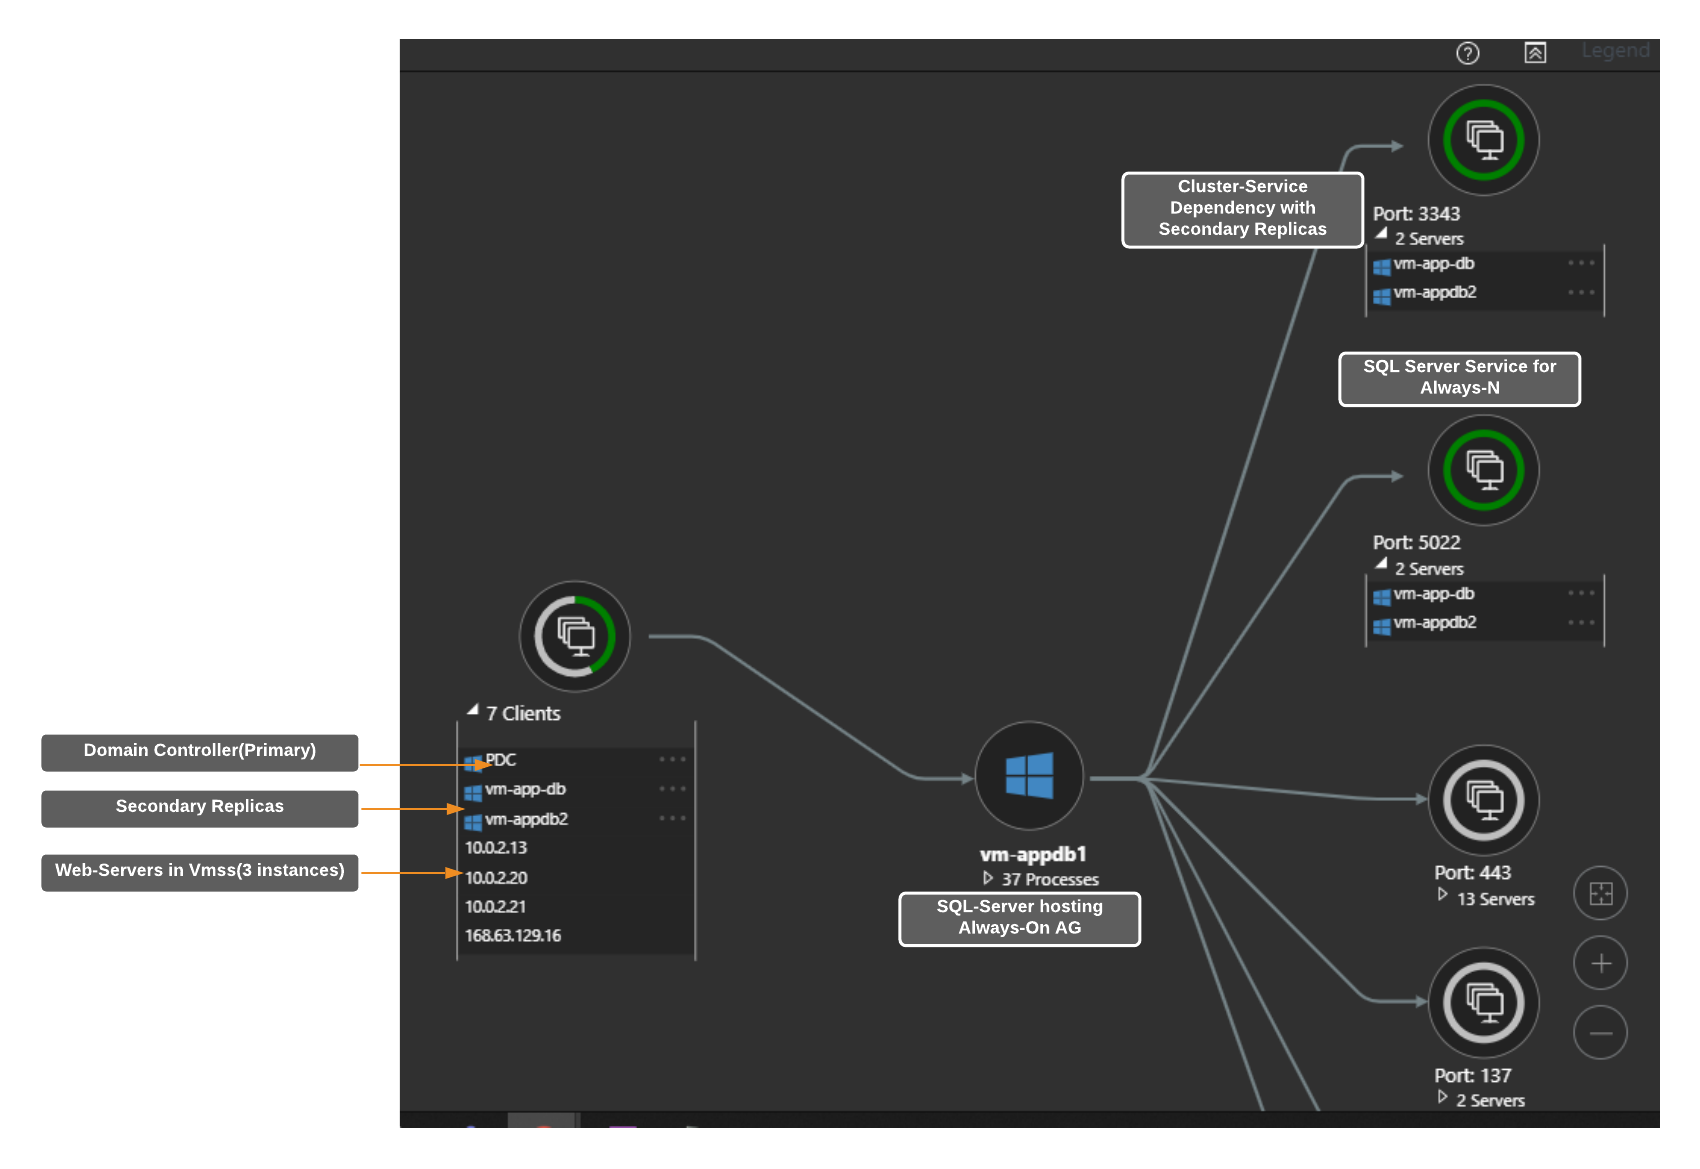 Legend
Cluster-Service
Dependency with
Secondary Replicas
Port: 3343
2 Servers
vm-app-db
vm-appdb2
SQL Server Service for
Always-N
Port: 5022
2 Servers
vm-app-db
vm-appdb2
7 Clients
Domain Controller(Primary)
PDC
vm-app-db
Secondary Replicas
vm-appdb2
10.0.2.13
Web-Servers in Vmss(3 instances)
10.0.2.20
10.0.2.21
168.63.129.16
vm-appdb1
37 Processes
SQL-Server hosting
Always-On AG
Port: 443
13 Servers
Port: 137
2 Servers